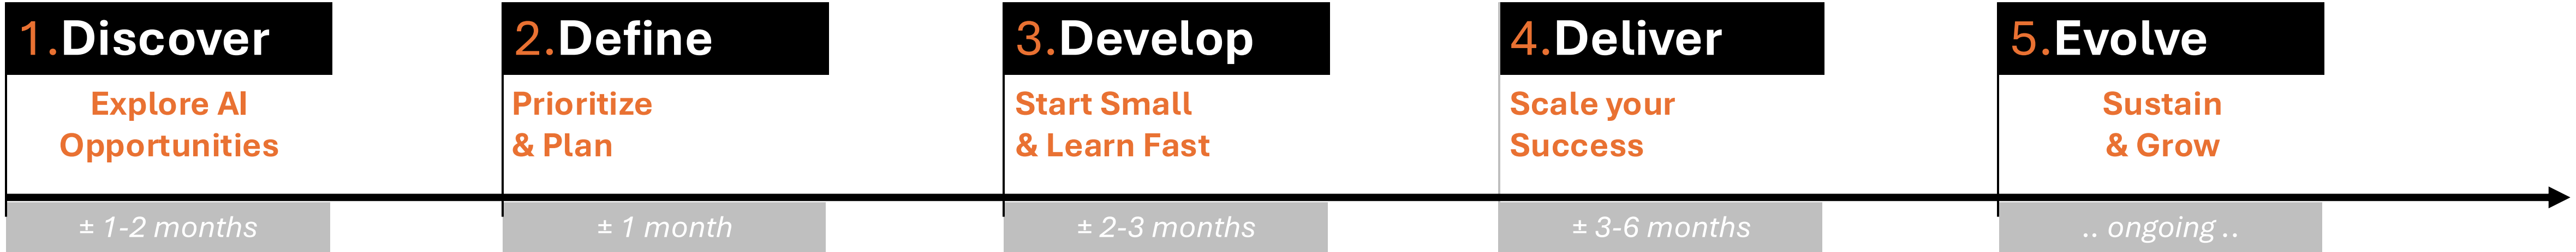 1.Discover
Explore AI
Opportunities
± 1-2 months
2.Define
Prioritize
& Plan
± 1 month
3.Develop
Start Small
& Learn Fast
± 2-3 months
4.Deliver
Scale your
Success
± 3-6 months
5.Evolve
Sustain
& Grow
.. ongoing ..